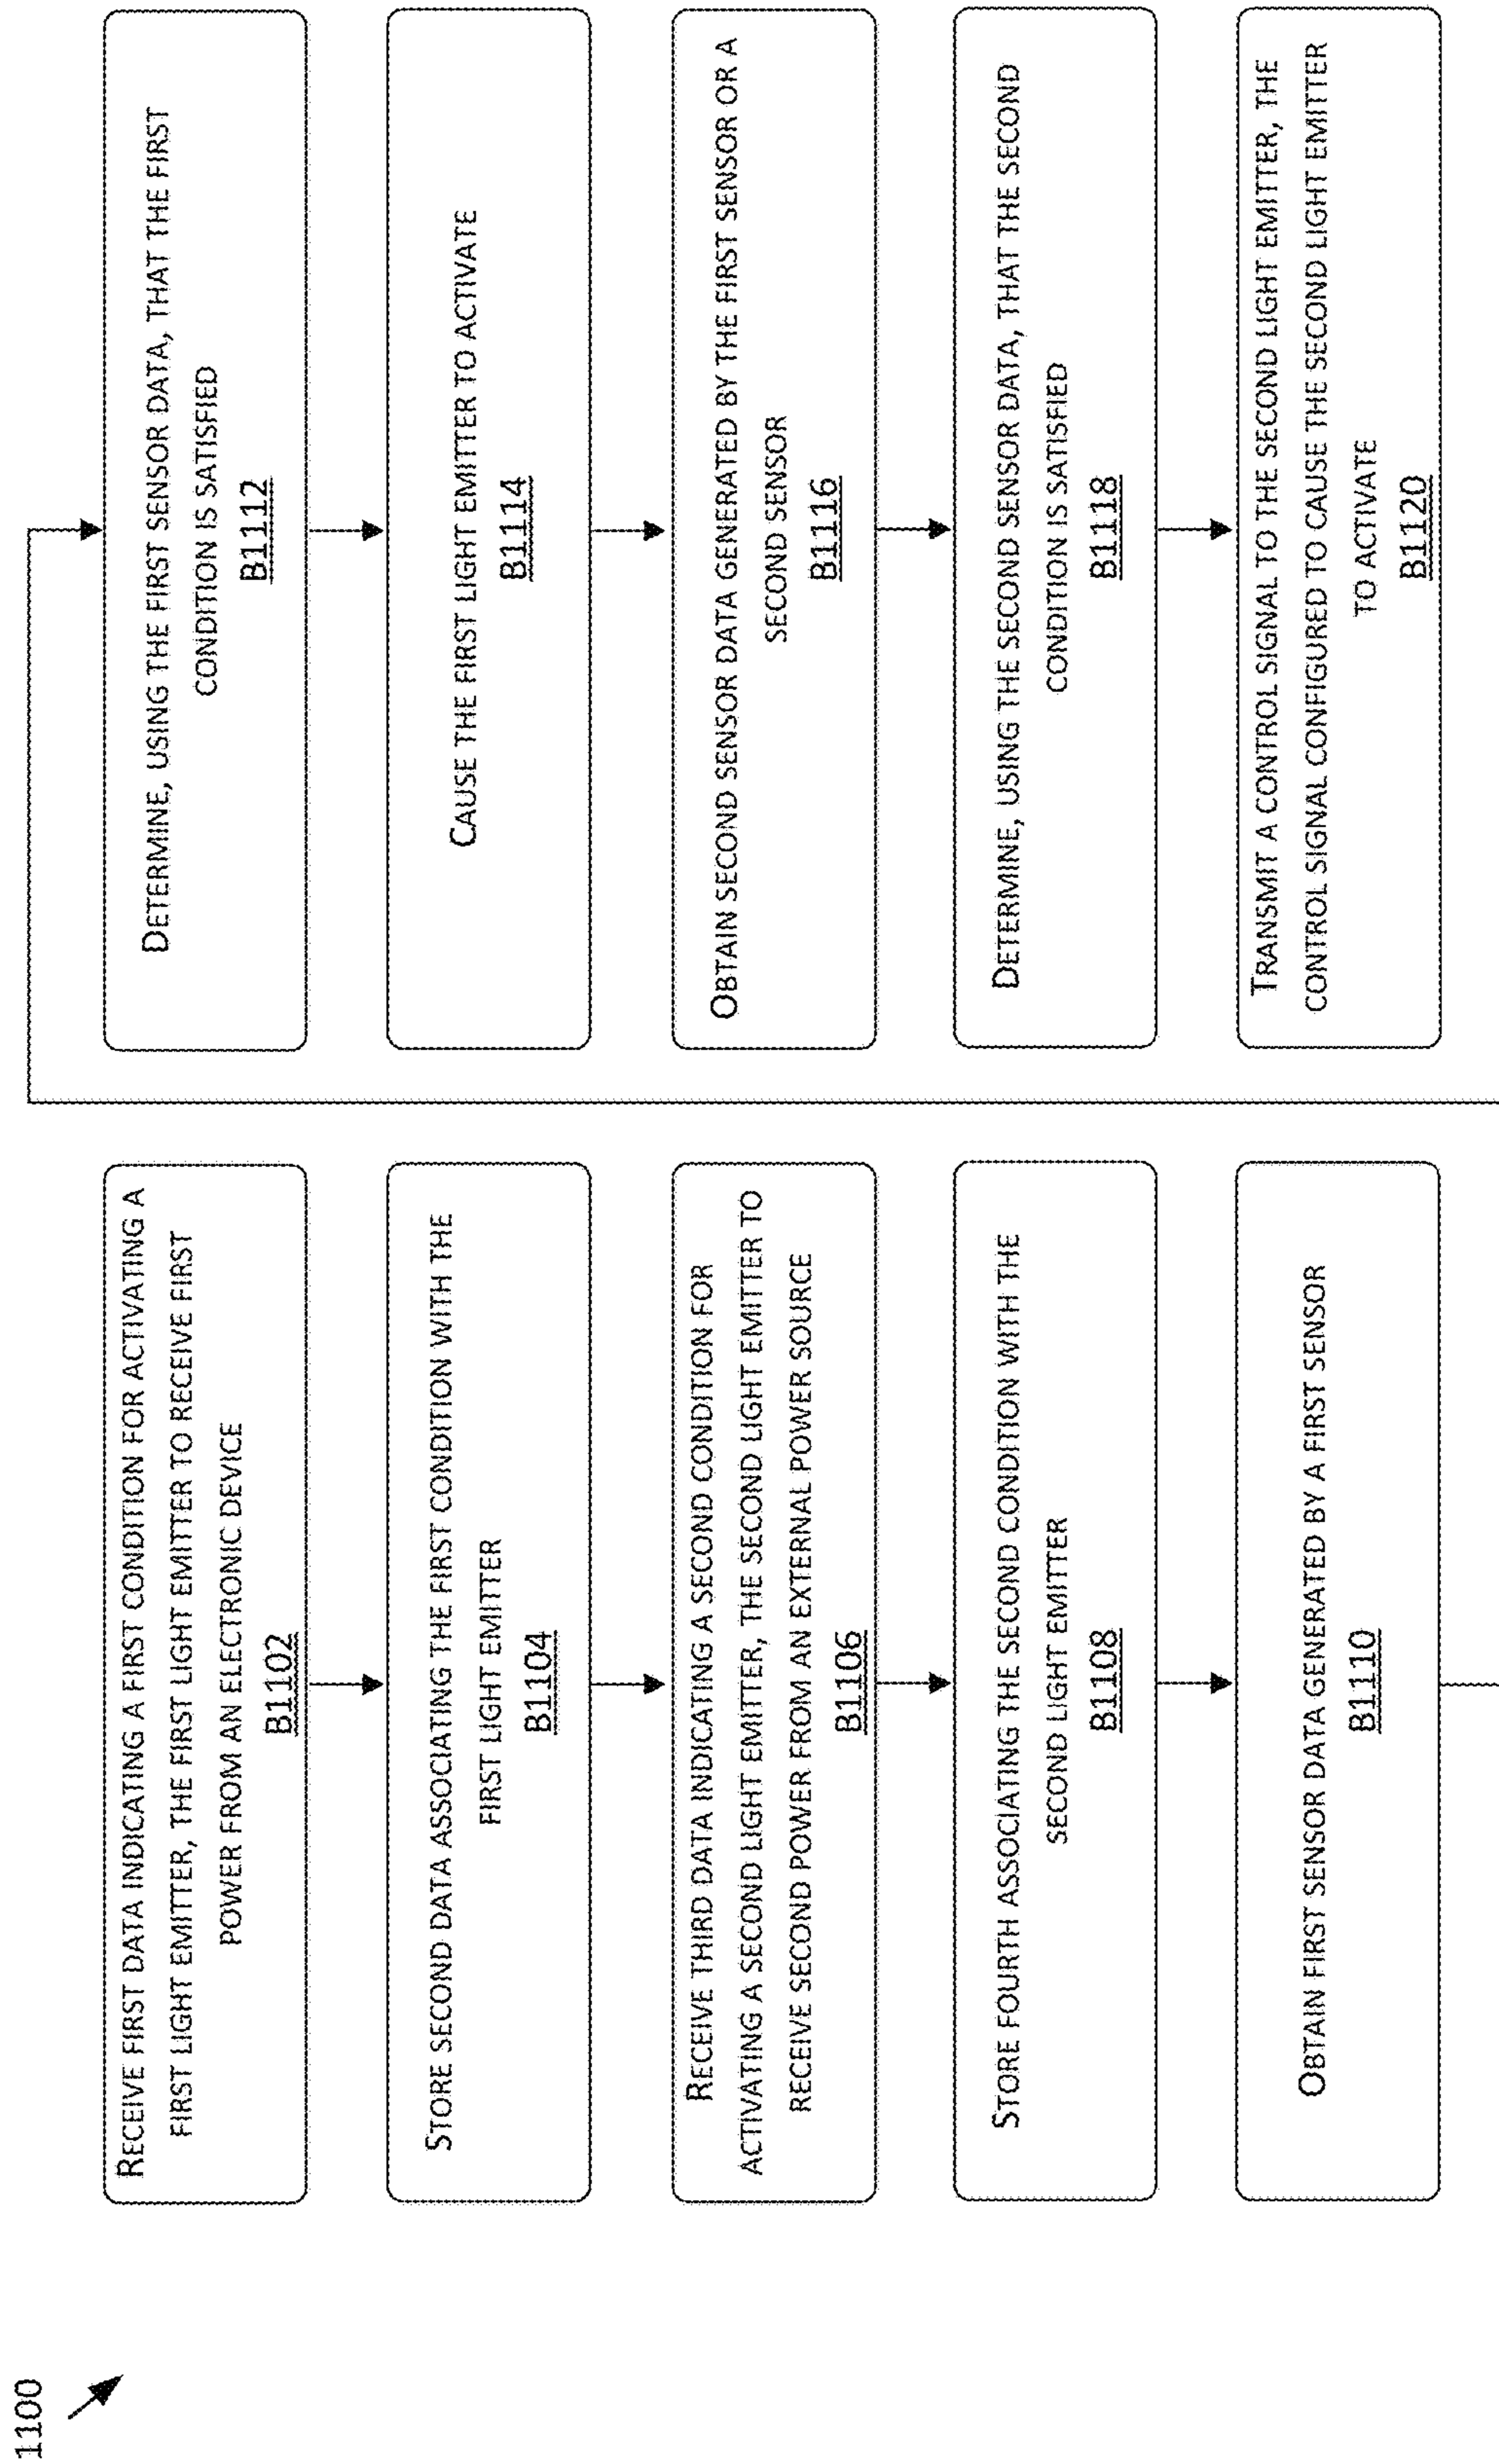 1100
RECEIVE FIRST DATA INDICATING A FIRST CONDITION FOR ACTIVATING A
FIRST LIGHT EMITTER, THE FIRST LIGHT EMITTER TO RECEIVE FIRST
POWER FROM AN ELECTRONIC DEVICE
B1102
STORE SECOND DATA ASSOCIATING THE FIRST CONDITION WITH THE
FIRST LIGHT EMITTER
B1104
RECEIVE THIRD DATA INDICATING A SECOND CONDITION FOR
ACTIVATING A SECOND LIGHT EMITTER, THE SECOND LIGHT EMITTER TO
RECEIVE SECOND POWER FROM AN EXTERNAL POWER SOURCE
B1106
STORE FOURTH ASSOCIATING THE SECOND CONDITION WITH THE
SECOND LIGHT EMITTER
B1108
OBTAIN FIRST SENSOR DATA GENERATED BY A FIRST SENSOR
B1110
DETERMINE, USING THE FIRST SENSOR DATA, THAT THE FIRST
CONDITION IS SATISFIED
B1112
CAUSE THE FIRST LIGHT EMITTER TO ACTIVATE
B1114
OBTAIN SECOND SENSOR DATA GENERATED BY THE FIRST SENSOR OR A
SECOND SENSOR
B1116
DETERMINE, USING THE SECOND SENSOR DATA, THAT THE SECOND
CONDITION IS SATISFIED
B1118
TRANSMIT A CONTROL SIGNAL TO THE SECOND LIGHT EMITTER, THE
CONTROL SIGNAL CONFIGURED TO CAUSE THE SECOND LIGHT EMITTER
TO ACTIVATE
B1120